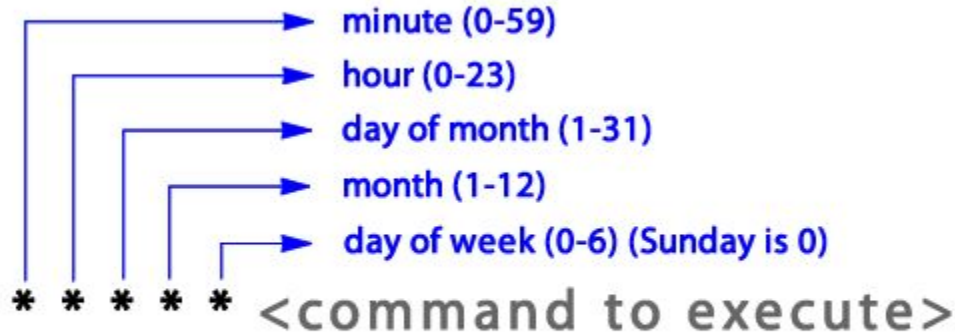 minute (0-59)
hour (0-23)
day of month (1-31)
month (1-12)
day of week (0-6) (Sunday is 0)
* * * * * <command to execute>